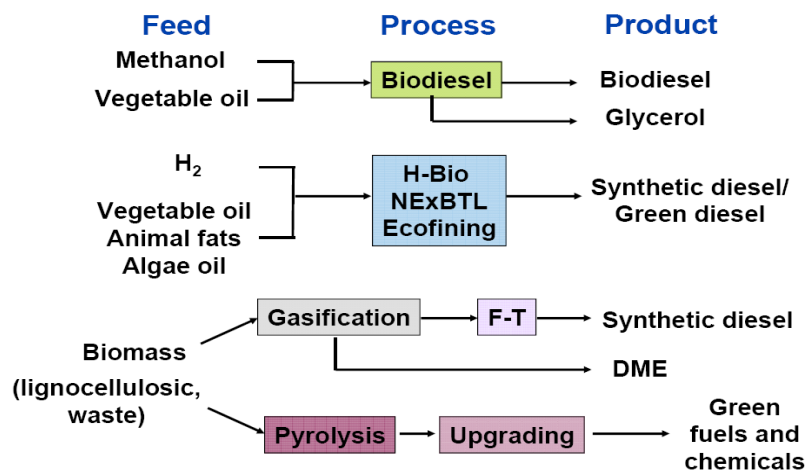 Feed Process Product
Methanol
Vegetable oil
Biodiesel
Biodiesel
Glycerol
H2
Vegetable oil
Animal fats
Algae oil
H-Bio
NExBTL
Ecofining
Synthetic diesel/
Green diesel
Biomass
(lignocellulosic,
waste)
Gasification
F-T
Synthetic diesel
DME
Pyrolysis
Upgrading
Green
fuels and
chemicals